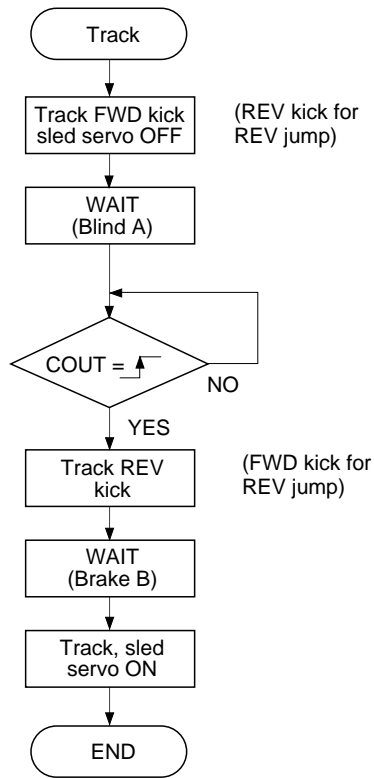 Track
Track FWD kick
sled servo OFF
(REV kick for
REV jump)
WAIT
(Blind A)
COUT =
NO
YES
Track REV
kick
(FWD kick for
REV jump)
WAIT
(Brake B)
Track, sled
servo ON
END